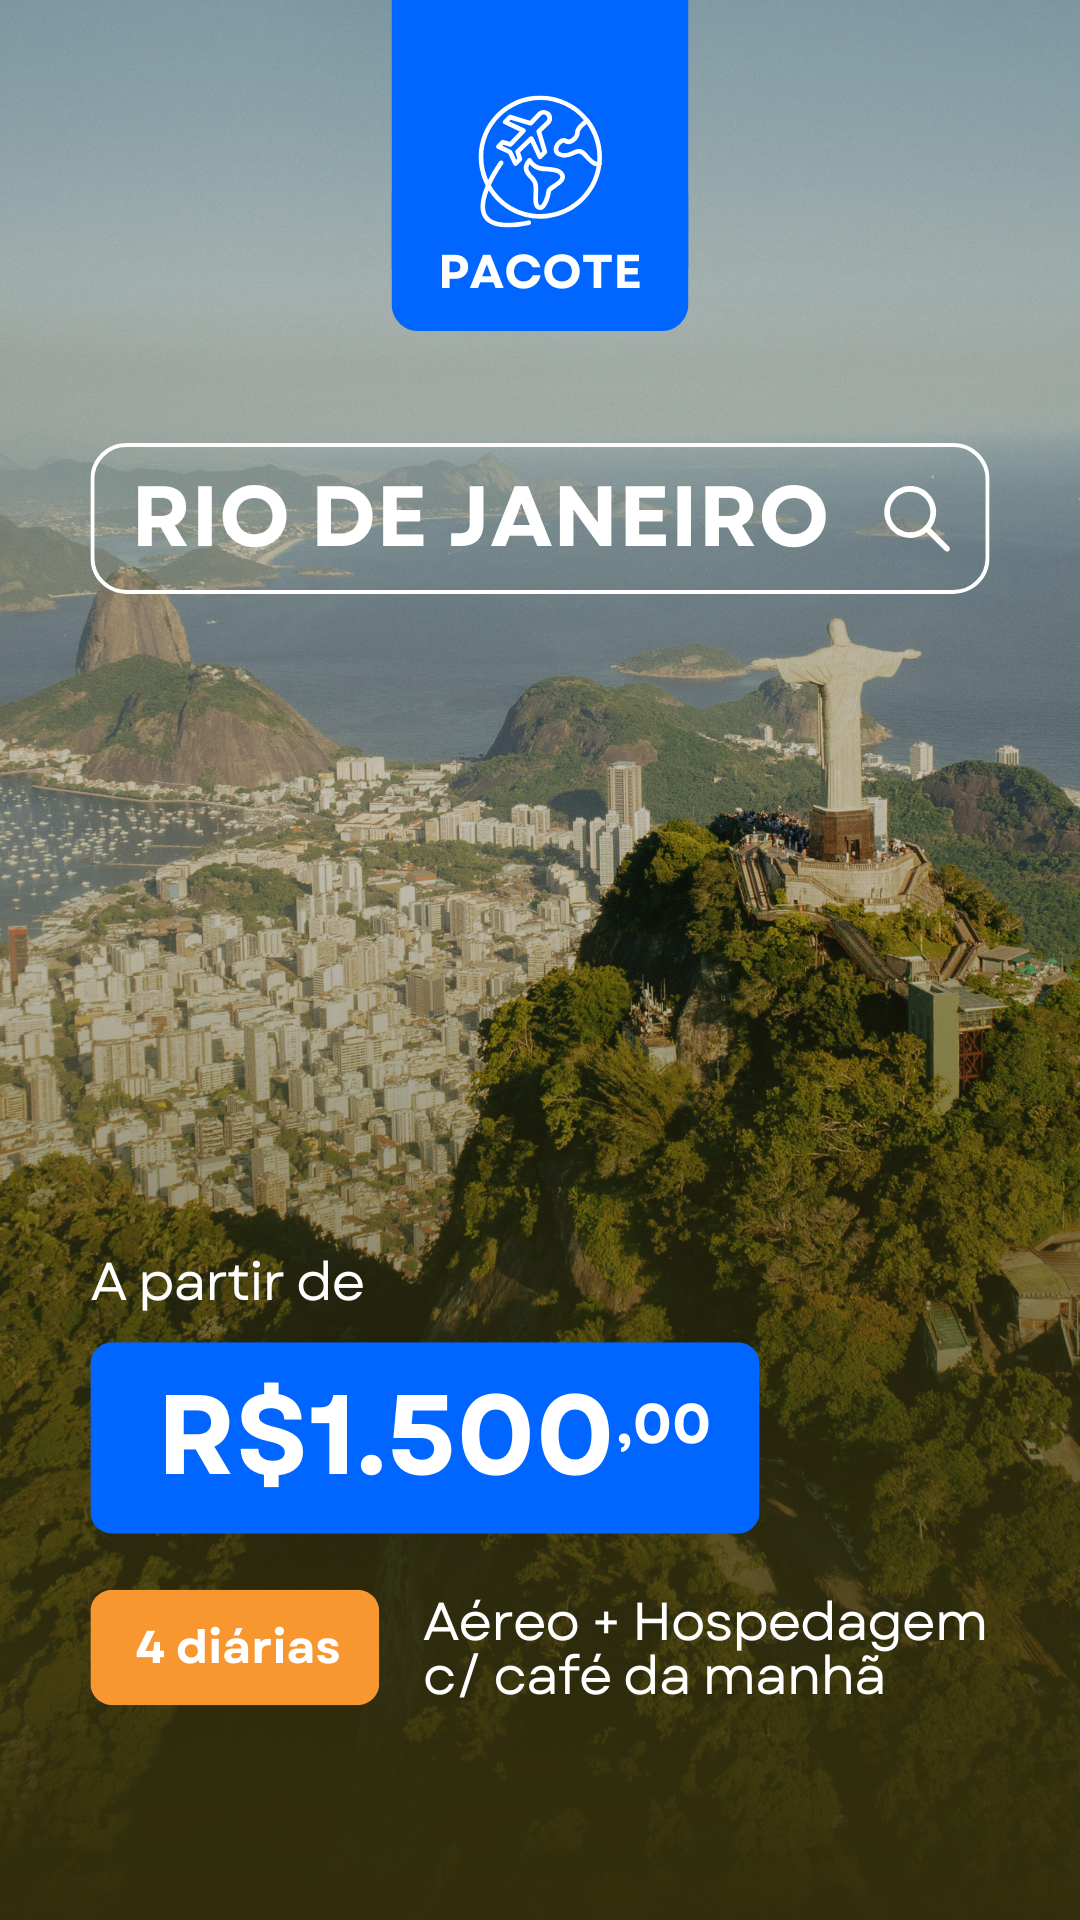 PACOTE
RIO DE JANEIRO
A partir de
R$1.500,00
4 diárias
Aéreo + Hospedagem
c/ café da manhã